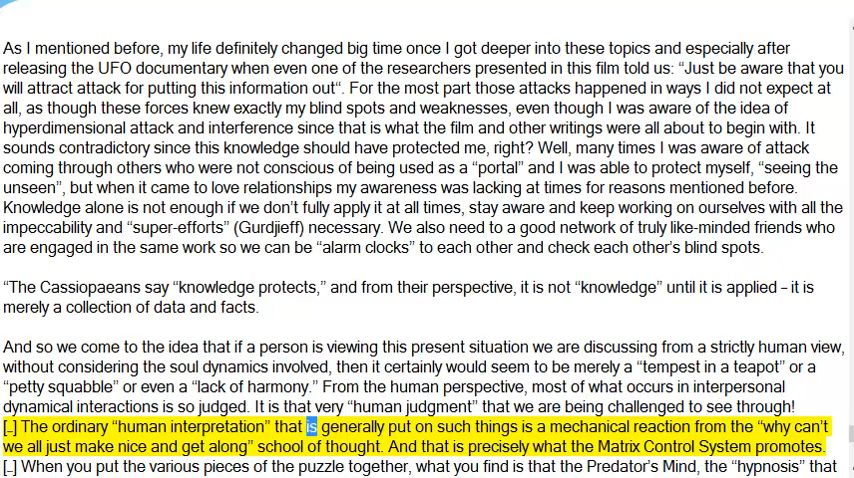 As I mentioned before, my life definitely changed big time once I got deeper into these topics and especially after
releasing the UFO documentary when even one of the researchers presented in this film told us: “Just be aware that you
will attract attack for putting this information out“. For the most part those attacks happened in ways I did not expect at
all, as though these forces knew exactly my blind spots and weaknesses, even though I was aware of the idea of
hyperdimensional attack and interference since that is what the film and other writings were all about to begin with. It
sounds contradictory since this knowledge should have protected me, right? Well, many times I was aware of attack
coming through others who were not conscious of being used as a “portal” and I was able to protect myself, “seeing the
unseen”, but when it came to love relationships my awareness was lacking at times for reasons mentioned before.
Knowledge alone is not enough if we don’t fully apply it at all times, stay aware and keep working on ourselves with all the
impeccability and “super-efforts” (Gurdjieff) necessary. We also need to a good network of truly like-minded friends who
are engaged in the same work so we can be “alarm clocks” to each other and check each other’s blind spots.
“The Cassiopaeans say “knowledge protects,” and from their perspective, it is not “knowledge” until it is applied – it is
merely a collection of data and facts.
And so we come to the idea that if a person is viewing this present situation we are discussing from a strictly human view,
without considering the soul dynamics involved, then it certainly would seem to be merely a “tempest in a teapot” or a
“petty squabble” or even a “lack of harmony.” From the human perspective, most of what occurs in interpersonal
dynamical interactions is so judged. It is that very “human judgment” that we are being challenged to see through!
[..] The ordinary “human interpretation” that is generally put on such things is a mechanical reaction from the “why can’t
we all just make nice and get along” school of thought. And that is precisely what the Matrix Control System promotes.
[..] When you put the various pieces of the puzzle together, what you find is that the Predator’s Mind, the “hypnosis” that